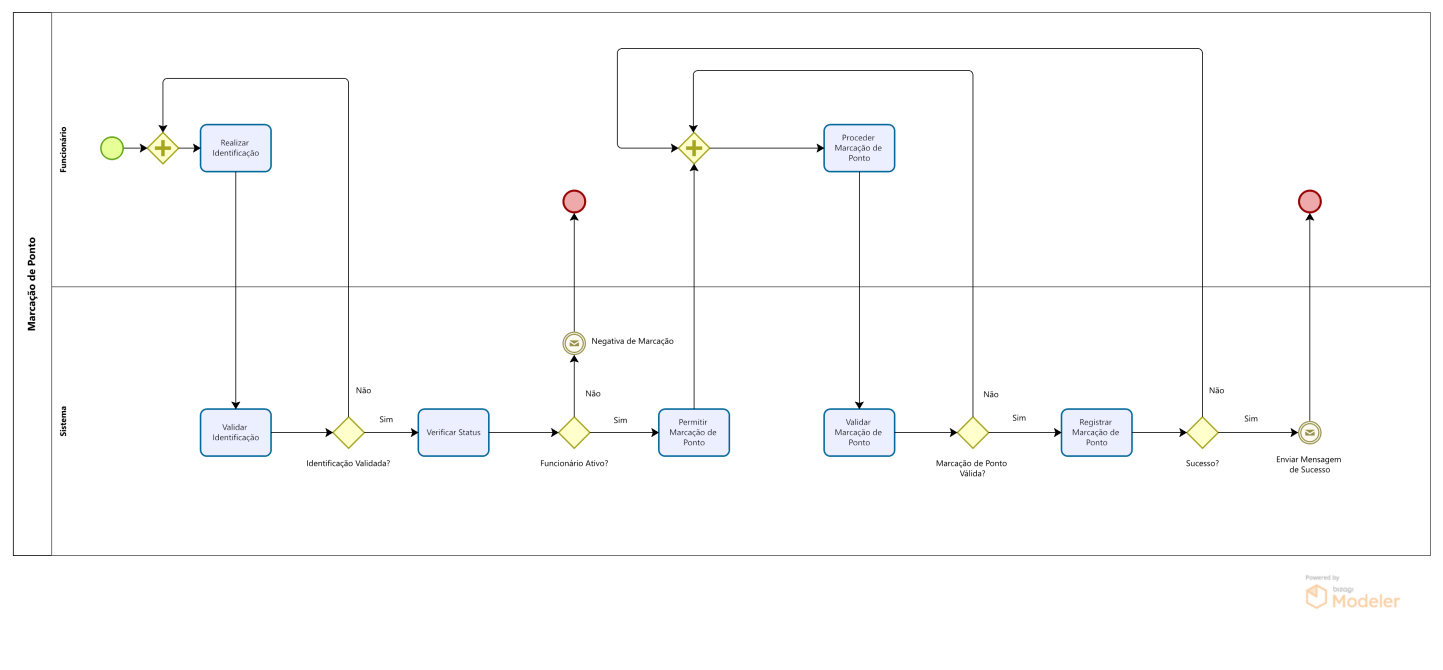 Marcação de Ponto
Funcionário
Realizar
Identificação
Proceder
Marcação de
Ponto
Sistema
Negativa de Marcação
Não
Não
Não
Não
Sim
Sim
Sim
Sim
Validar
Identificação
Verificar Status
Permitir
Marcação de
Ponto
Validar
Marcação de
Ponto
Registrar
Marcação de
Ponto
Identificação Validada?
Funcionário Ativo?
Marcação de Ponto
Válida?
Sucesso?
Enviar Mensagem
de Sucesso
Powered by
bizagi
Modeler